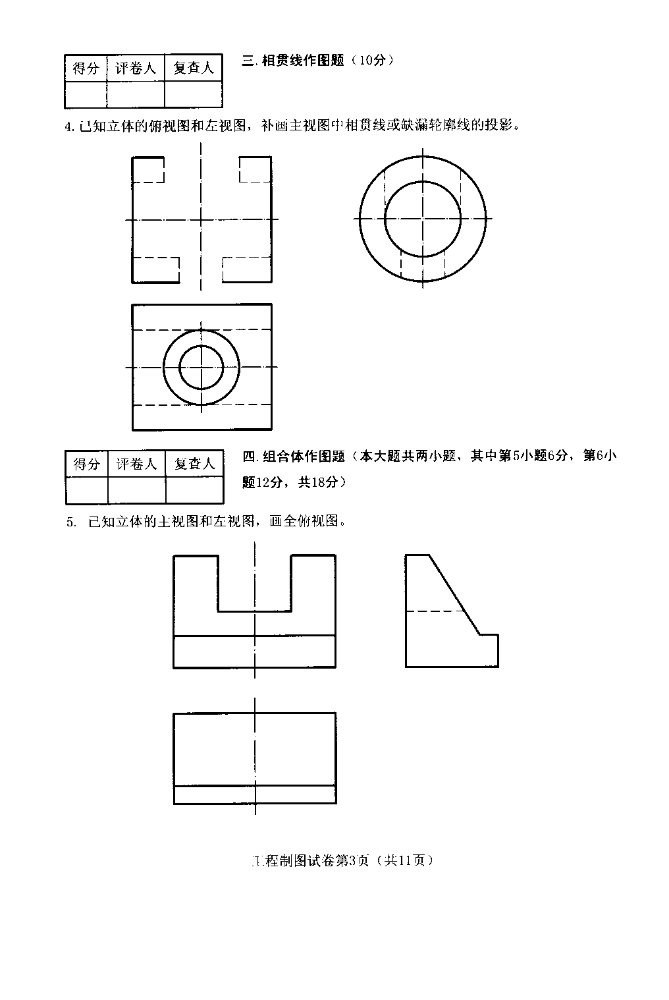 得分 评卷人 复查人
三.相贯线作图题（10分）
4.已知立体的俯视图和左视图，补画主视图中相贯线或缺漏轮廓线的投影。
得分 评卷人 复查人
四.组合体作图题（本大题共两小题，其中第5小题6分，第6小
题12分，共18分）
5. 已知立体的主视图和左视图，画全俯视图。
工程制图试卷第3页（共11页）